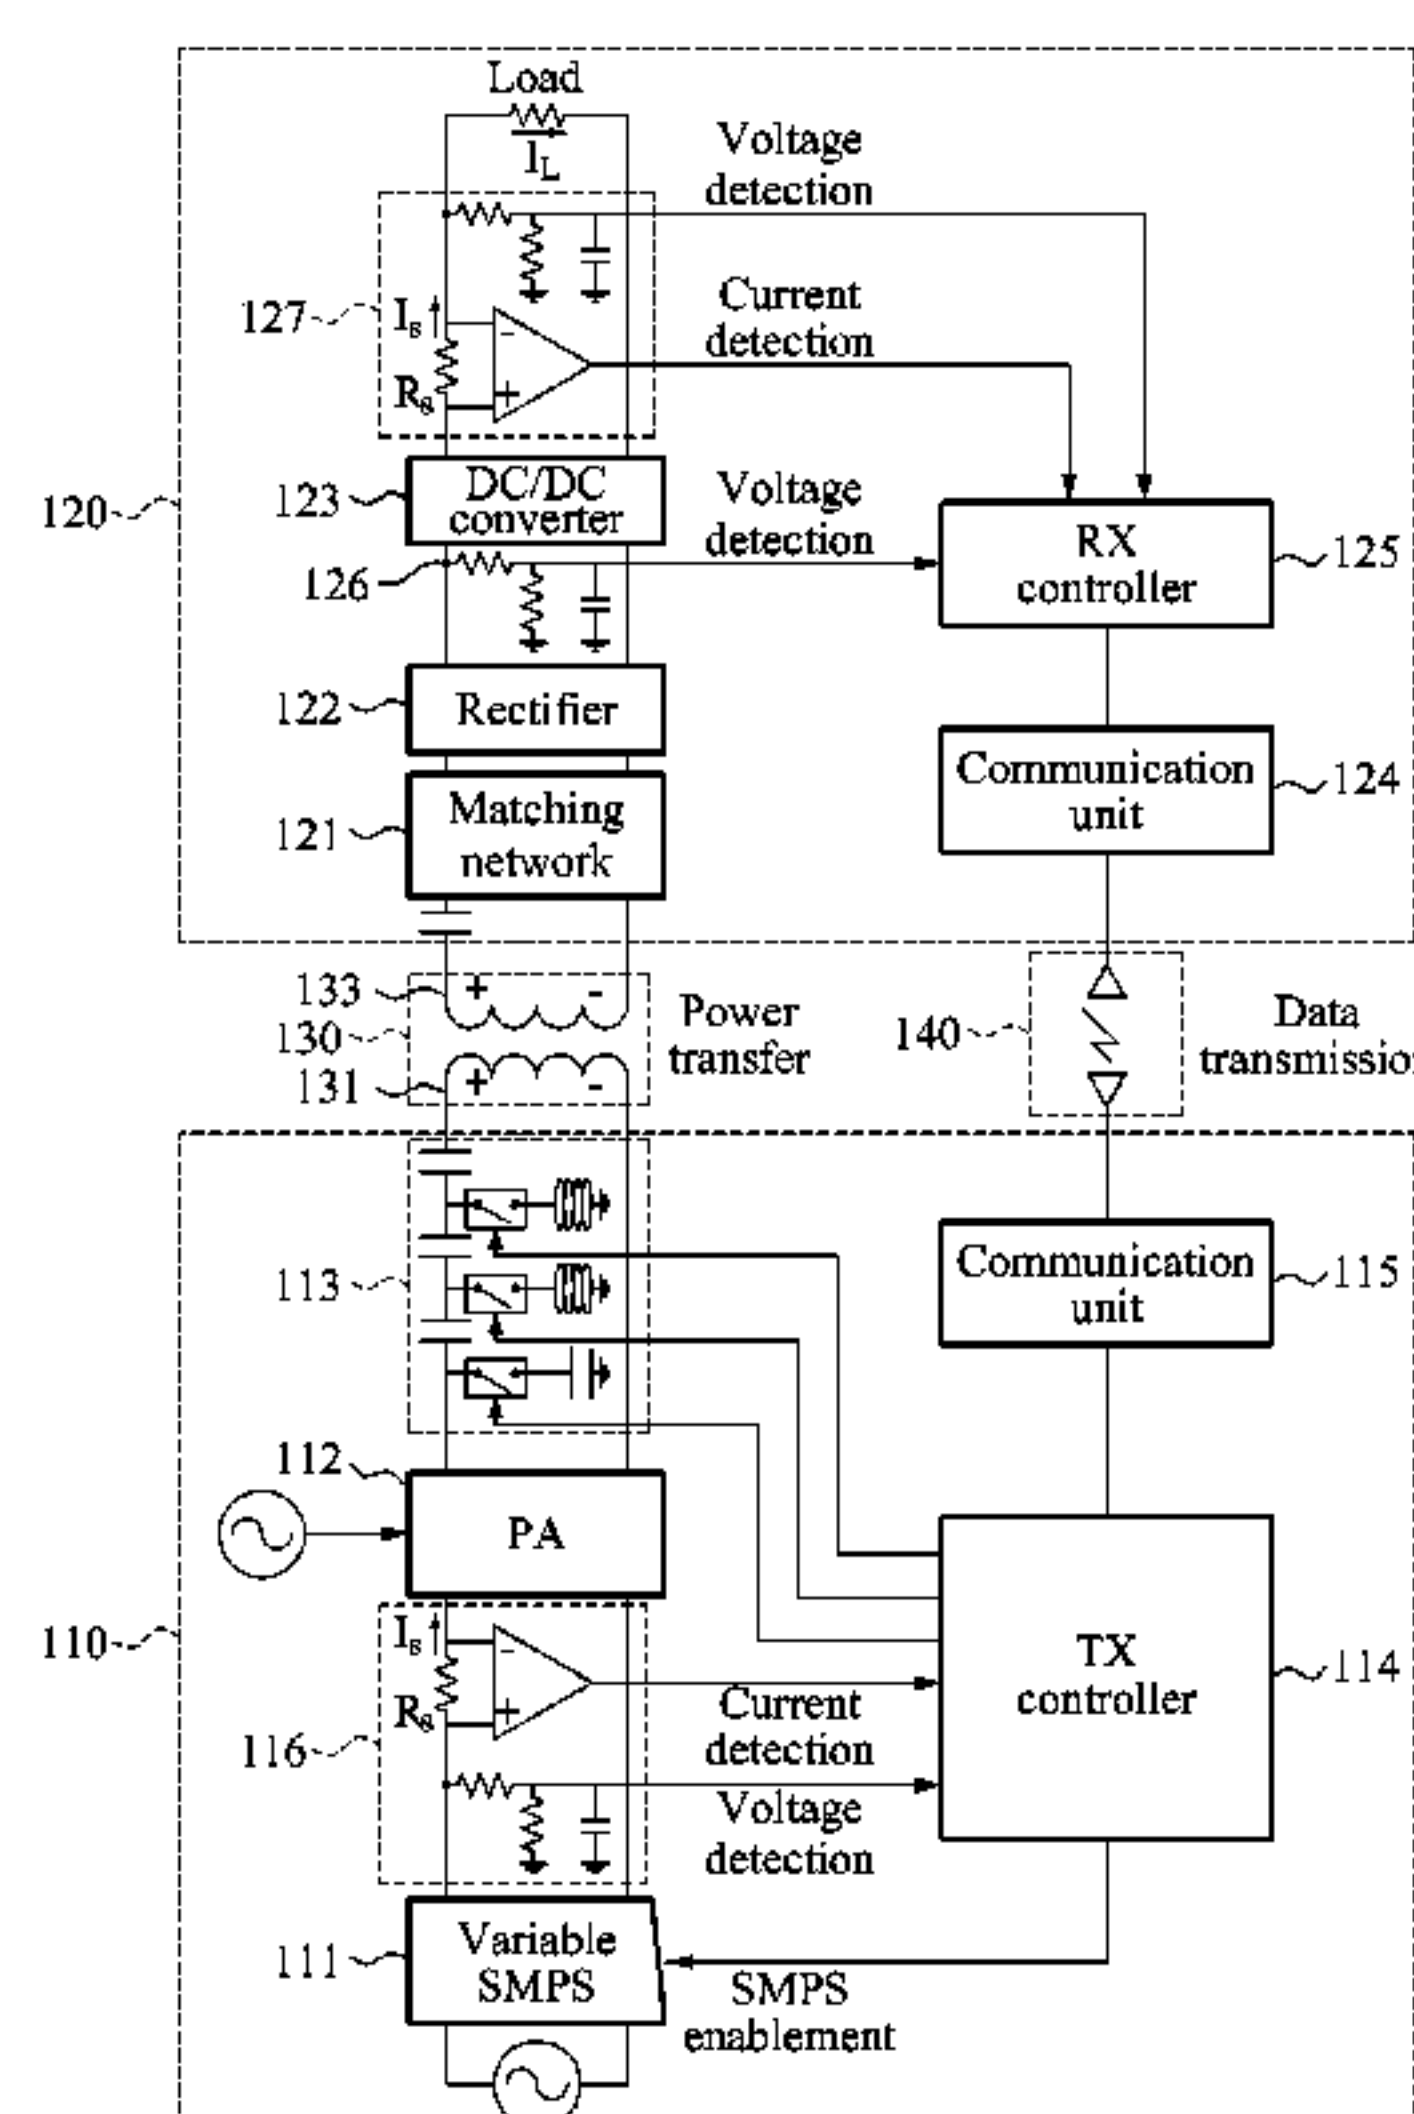 Load
I_L
Voltage
detection
127
I_s
-
Current
detection
R_s
+
120
123
DC/DC
converter
Voltage
detection
126
RX
controller
125
122
Rectifier
121
Matching
network
Communication
unit
124
133
+ -
130
Power
transfer
131
+ -
140
Data
transmissio
113
Communication
unit
115
112
PA
110
I_s
-
R_s
+
116
Current
detection
Voltage
detection
TX
controller
114
111
Variable
SMPS
SMPS
enablement